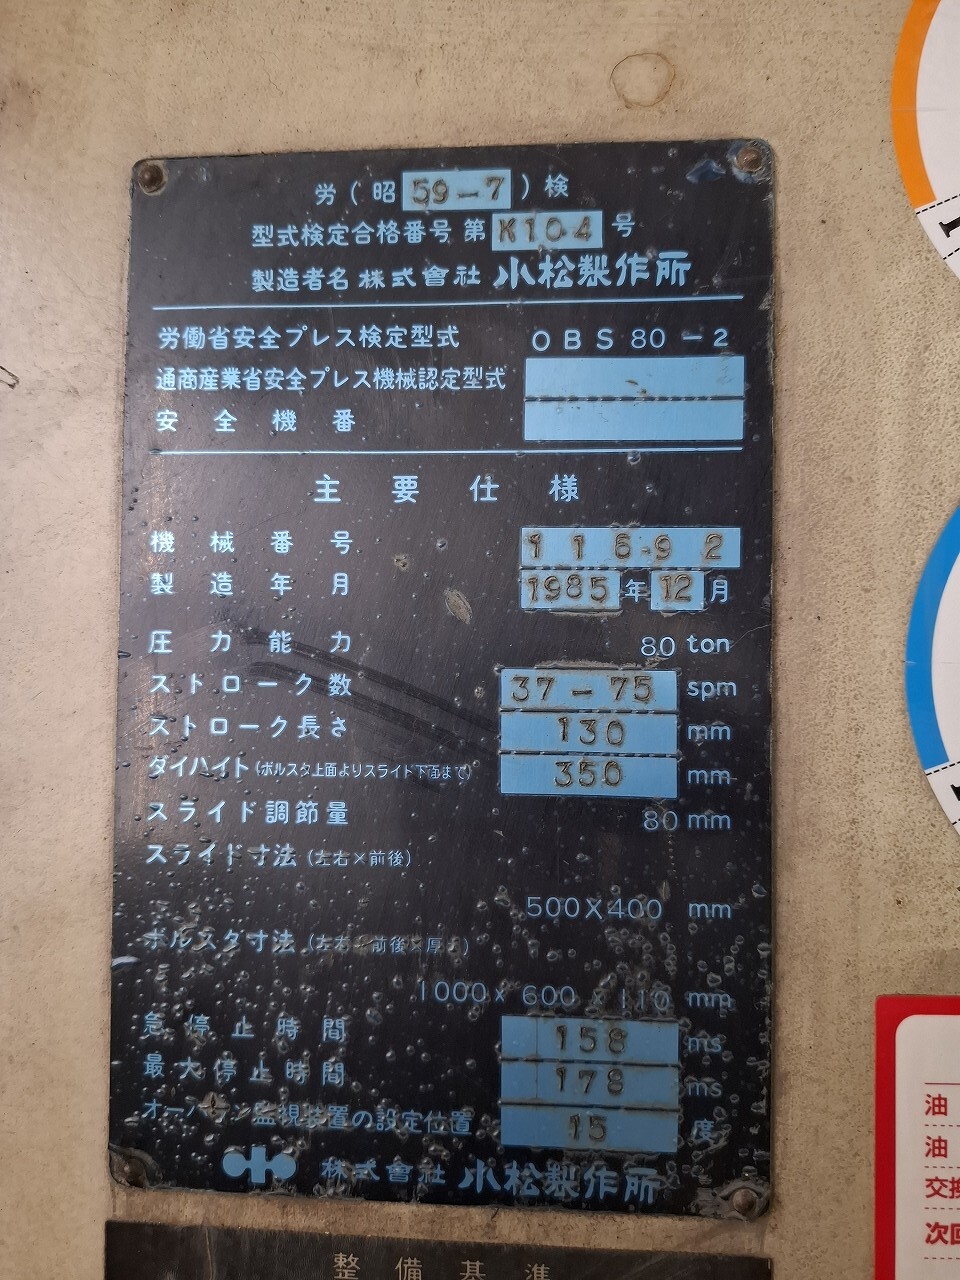 労(昭59-7)検
型式検定合格番号 第K104号
製造者名 株式會社 小松製作所
労働省安全プレス検定型式 OBS 80-2
通商産業省安全プレス機械認定型式
安全機番
主要仕様
機械番号 11692
製造年月 1985年12月
圧力能力 80 ton
ストローク数 37-75 spm
ストローク長さ 130 mm
ダイハイト(ボルスタ上面よりスライド下面まで) 350 mm
スライド調節量 80 mm
スライド寸法(左右×前後)
500X400 mm
ボルスタ寸法(左右×前後×厚さ)
1000x 600 x 110 mm
急停止時間 158 ms
最大停止時間 178 ms
オーバーラン監視装置の設定位置 15 度
株式會社 小松製作所
整備基準
油
油
交換
次回